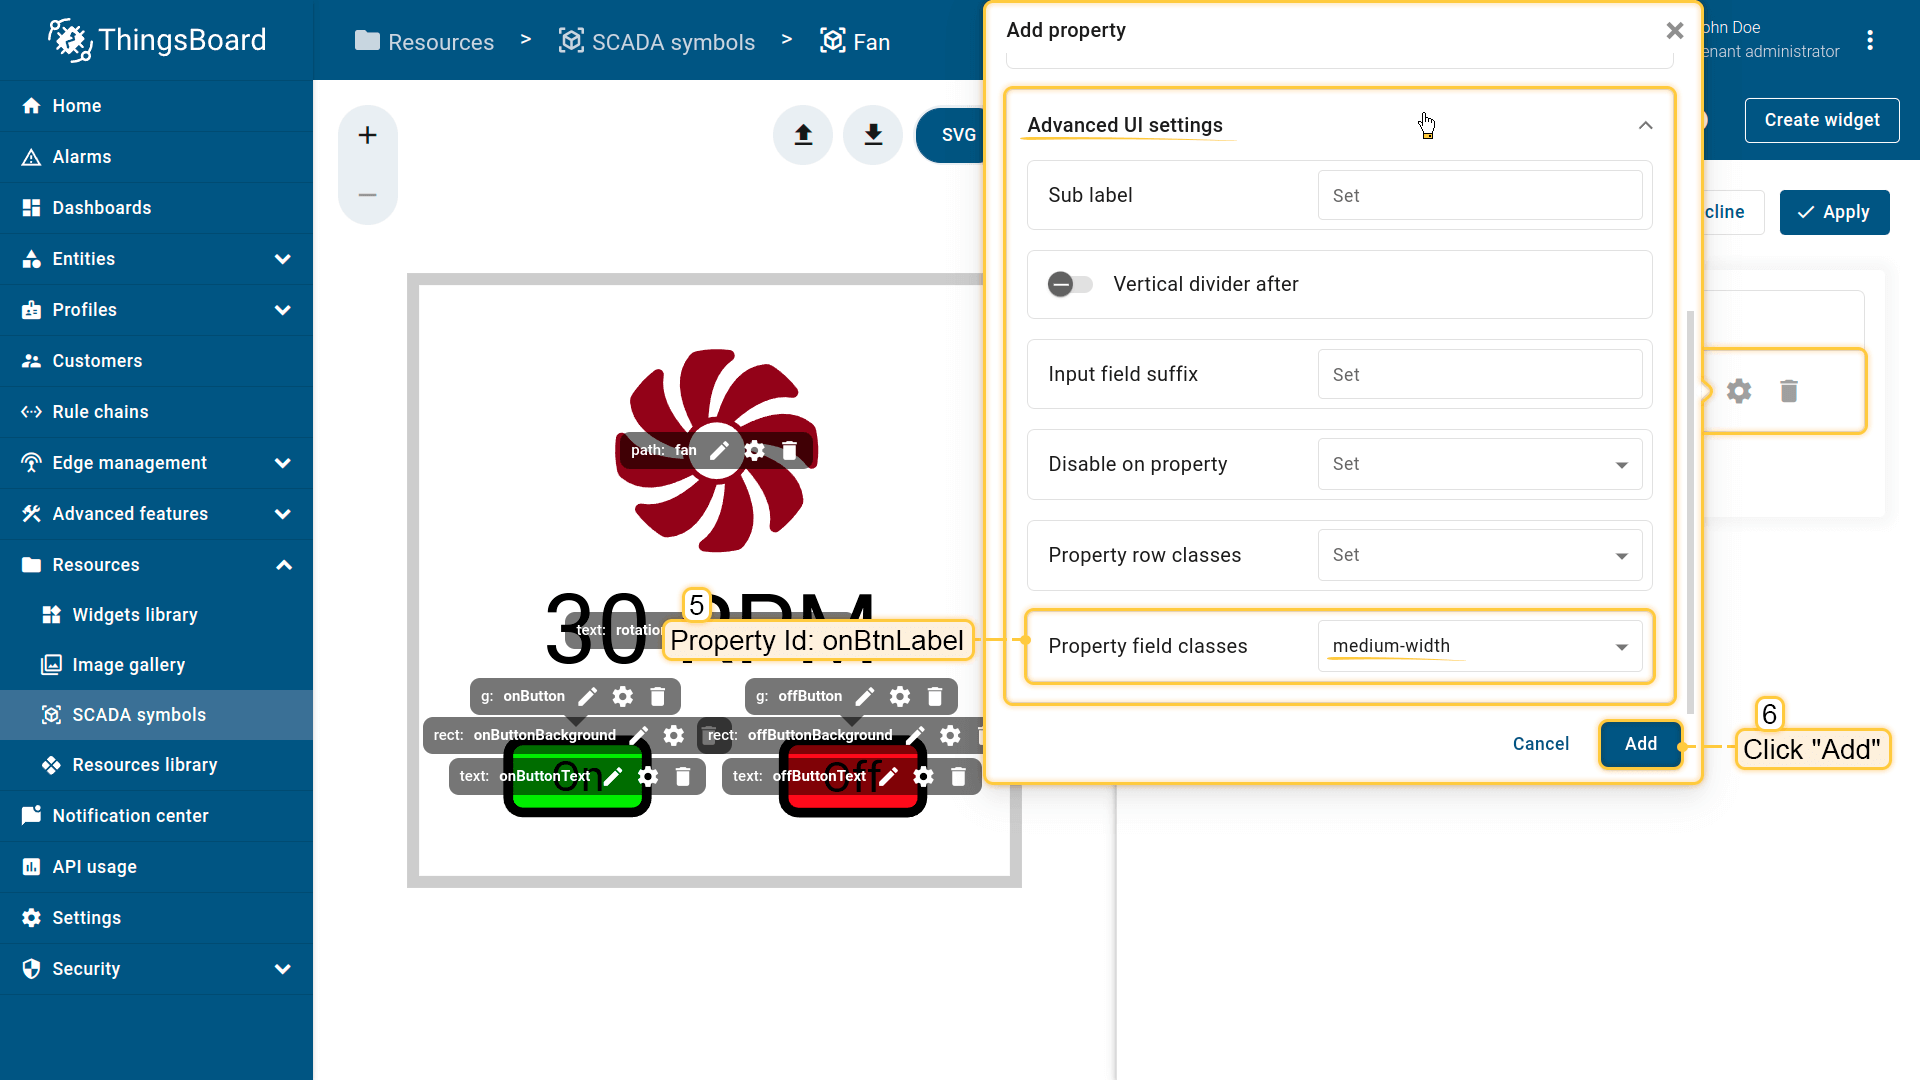 ThingsBoard
Resources > SCADA symbols > Fan
Home
Alarms
Dashboards
Entities
Profiles
Customers
Rule chains
Edge management
Advanced features
Resources
Widgets library
Image gallery
SCADA symbols
Resources library
Notification center
API usage
Settings
Security
SVG
path: fan
30 RPM
text: rotatio
5
Property Id: onBtnLabel
g: onButton
g: offButton
rect: onButtonBackground
rect: offButtonBackground
On
text: onButtonText
Off
text: offButtonText
Add property
Advanced UI settings
Sub label
Set
Vertical divider after
Input field suffix
Set
Disable on property
Set
Property row classes
Set
Property field classes
medium-width
Cancel
Add
6
Click "Add"
ohn Doe
enant administrator
Create widget
cline
Apply